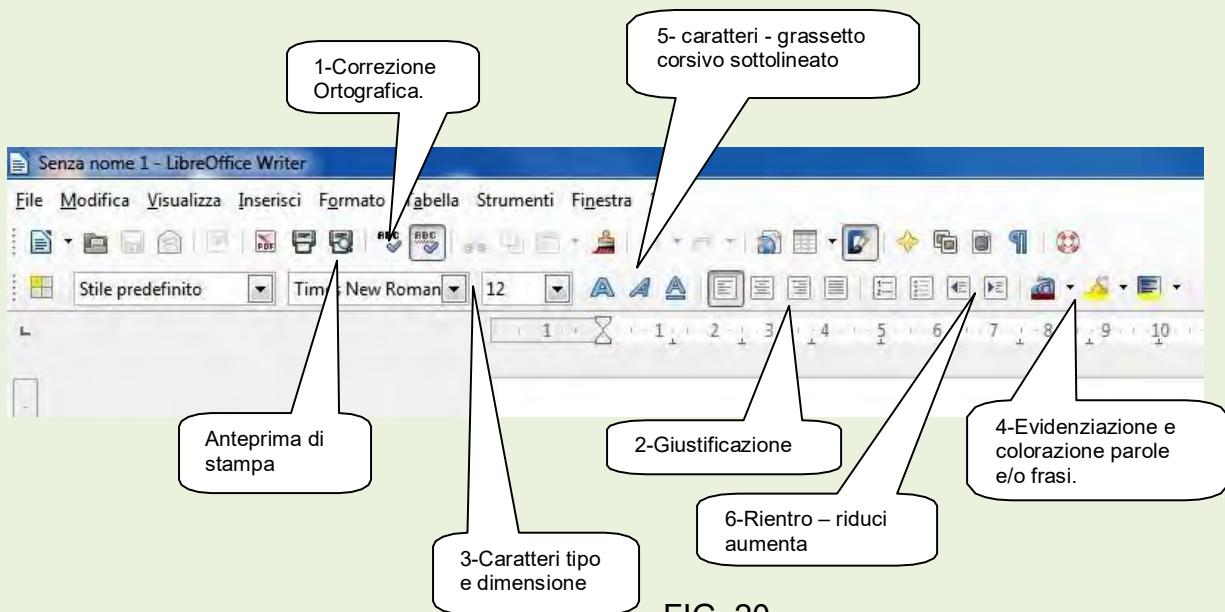 5- caratteri - grassetto
corsivo sottolineato
1-Correzione
Ortografica.
Senza nome 1 - LibreOffice Writer
File Modifica Visualizza Inserisci Formato Tabella Strumenti Finestra
PDF ABC ABC
Stile predefinito Times New Roman 12
1 1 2 3 4 5 6 7 8 9 10
Anteprima di
stampa
2-Giustificazione
4-Evidenziazione e
colorazione parole
e/o frasi.
6-Rientro – riduci
aumenta
3-Caratteri tipo
e dimensione
FIG. 20